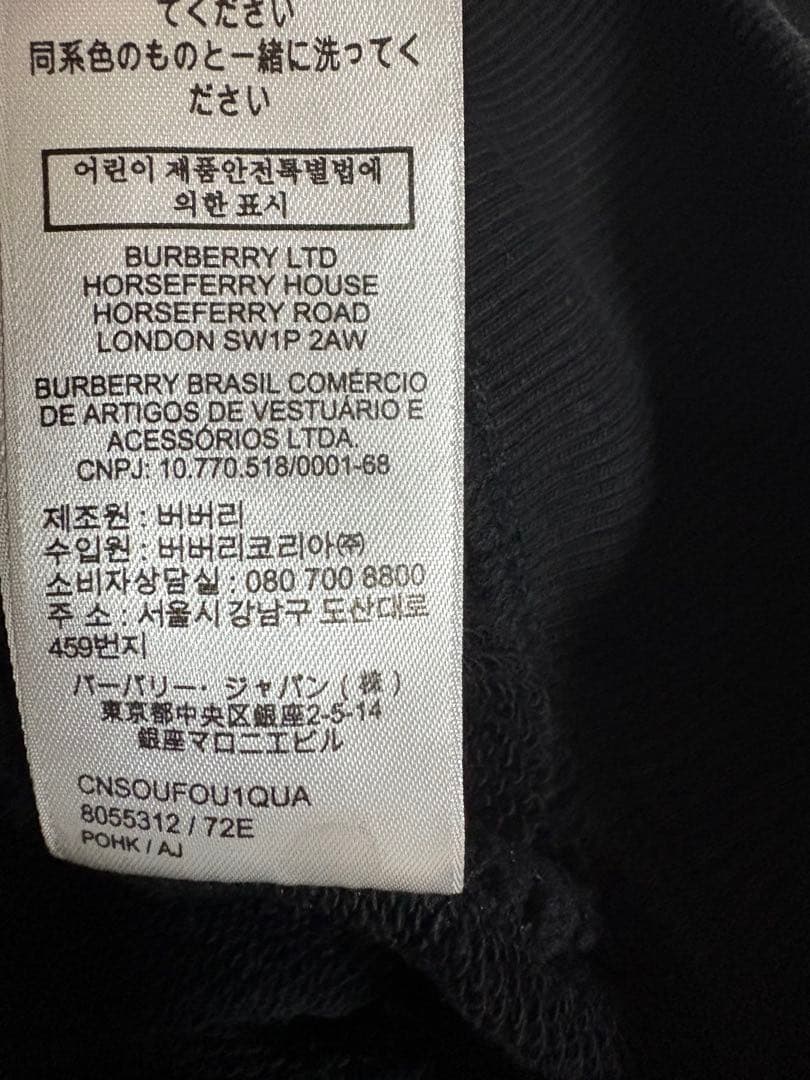 てください
同系色のものと一緒に洗ってく
ださい
어린이 제품안전특별법에
의한 표시
BURBERRY LTD
HORSEFERRY HOUSE
HORSEFERRY ROAD
LONDON SW1P 2AW
BURBERRY BRASIL COMÉRCIO
DE ARTIGOS DE VESTUÁRIO E
ACESSÓRIOS LTDA.
CNPJ: 10.770.518/0001-68
제조원 : 버버리
수입원 : 버버리코리아㈜
소비자상담실 : 080 700 8800
주 소 : 서울시 강남구 도산대로
459번지
バーバリー・ジャパン ( 株 )
東京都中央区銀座2-5-14
銀座マロニエビル
CNSOUFOU1QUA
8055312 / 72E
POHK / AJ